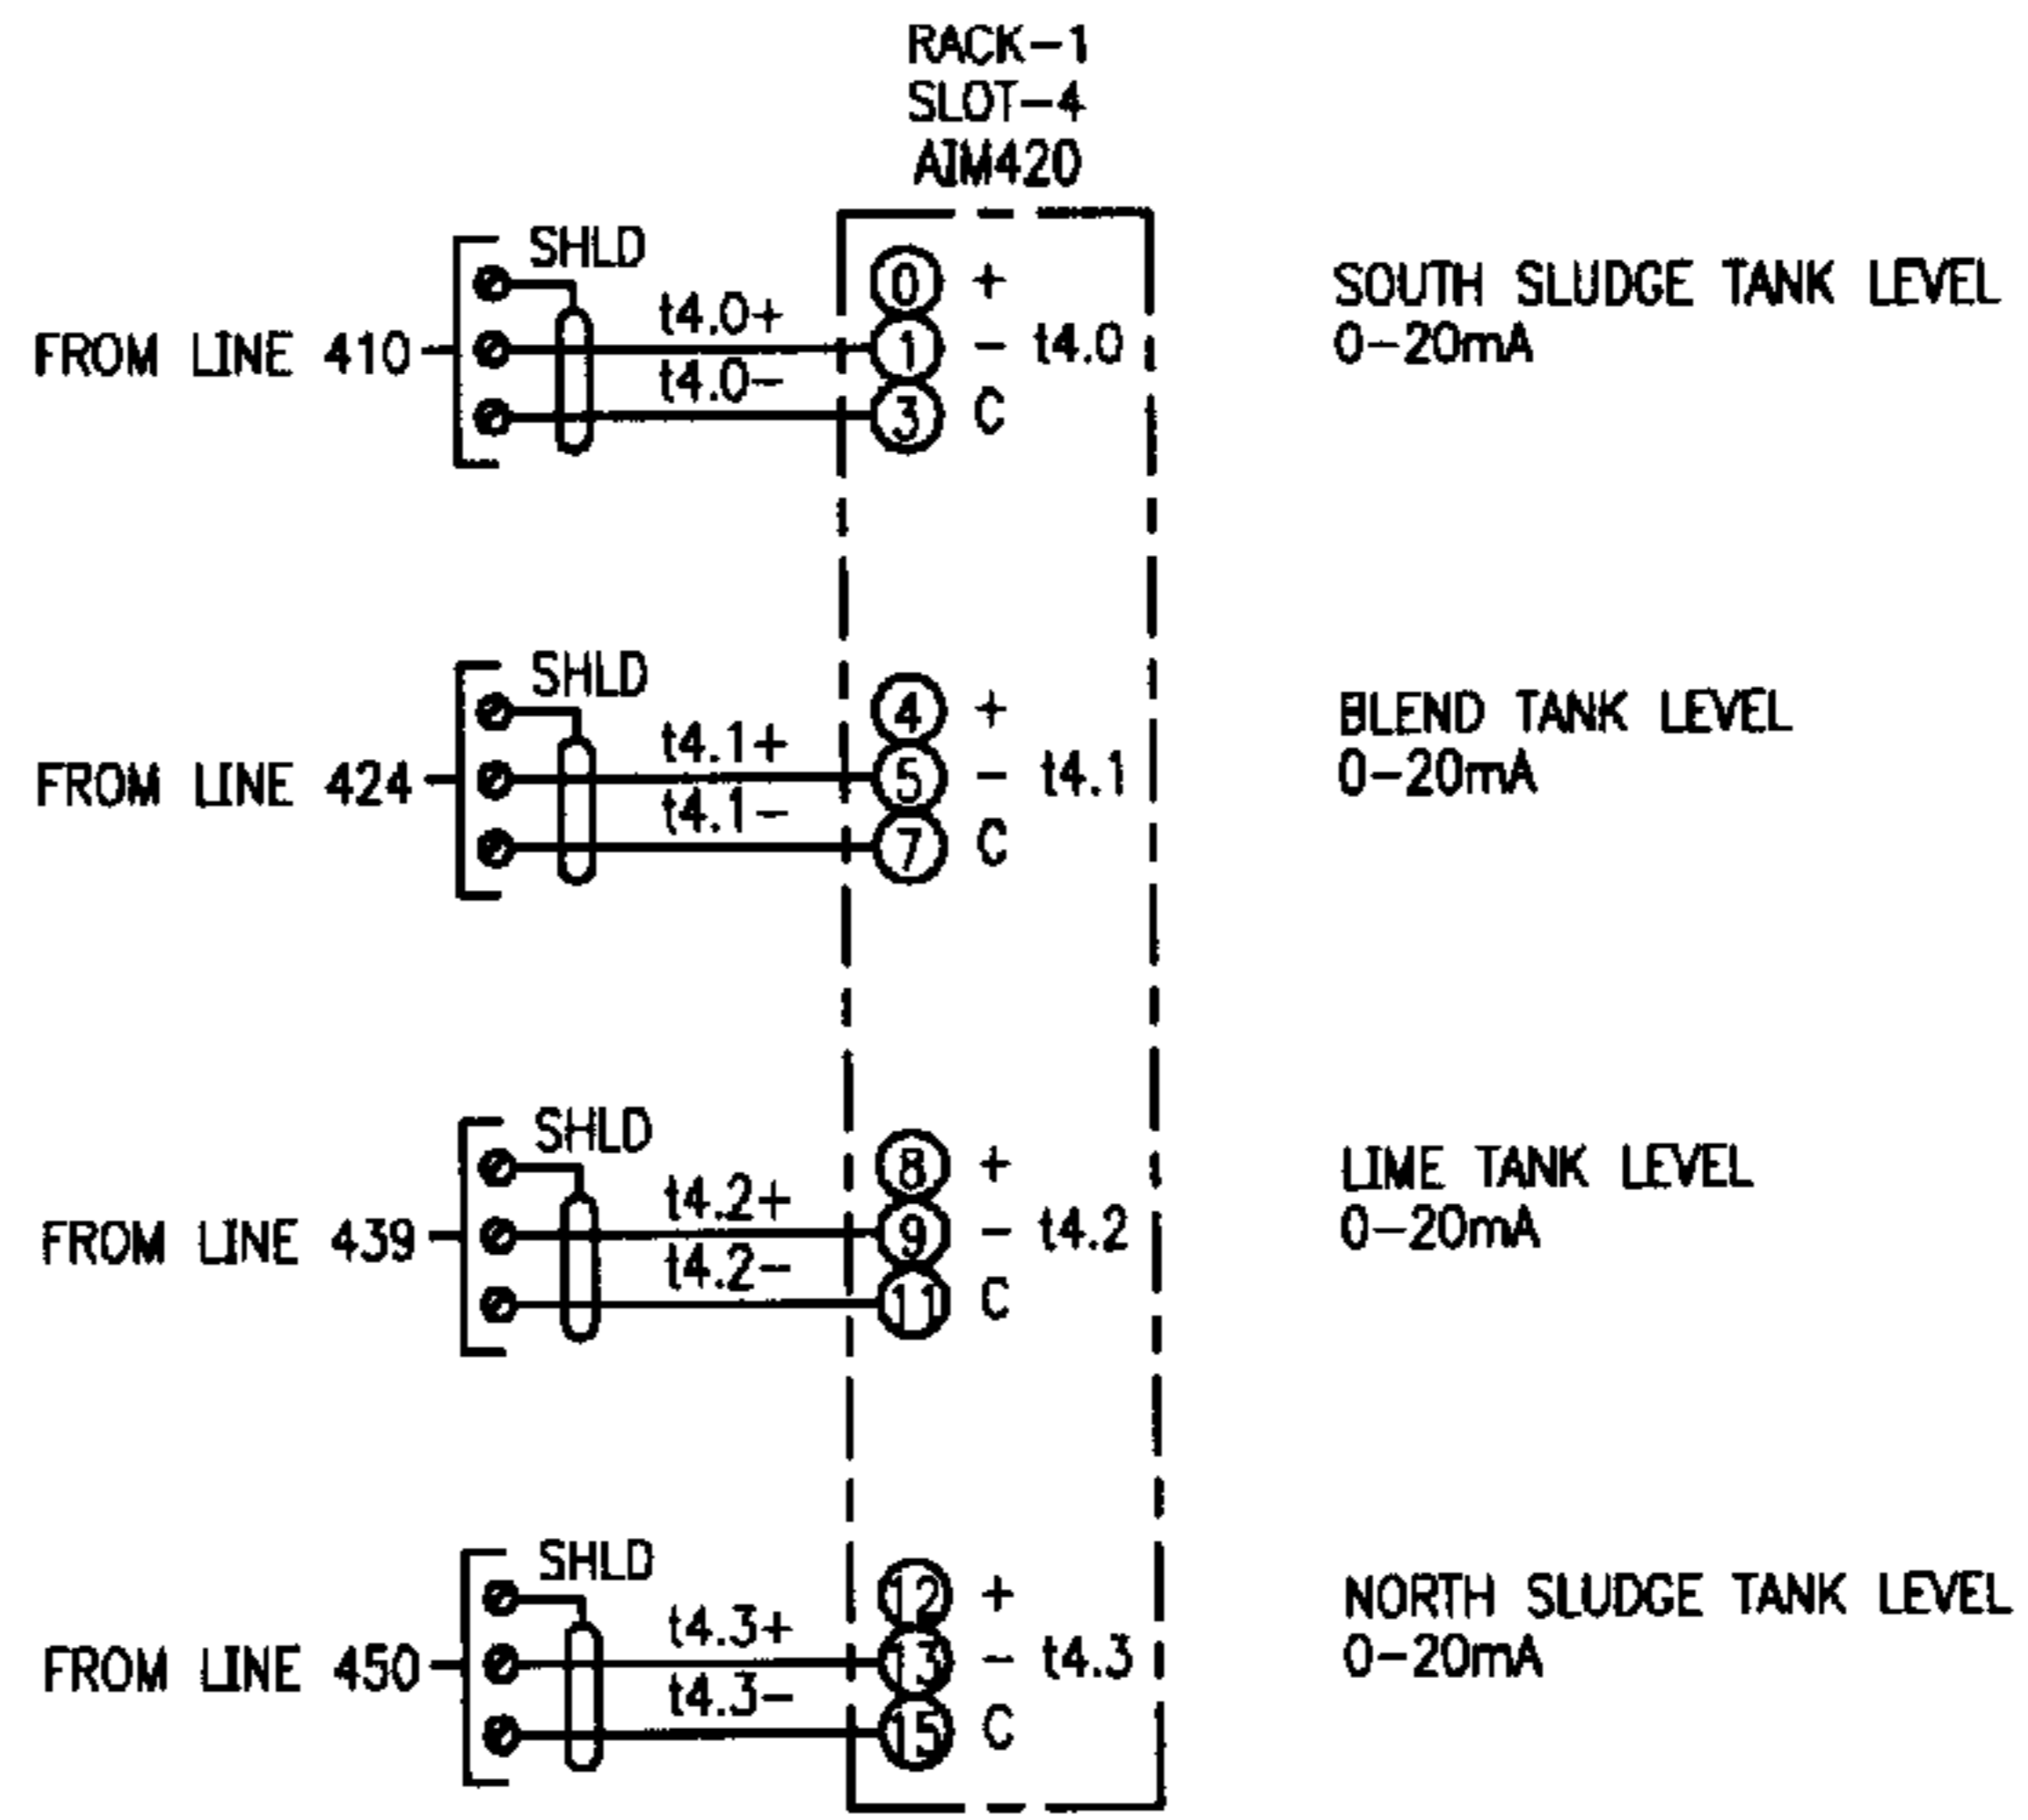 RACK-1
SLOT-4
AIM420
SHLD
0 +
SOUTH SLUDGE TANK LEVEL
t4.0+
FROM LINE 410
1 - t4.0
0-20mA
t4.0-
3 C
SHLD
4 +
BLEND TANK LEVEL
t4.1+
FROM LINE 424
5 - t4.1
0-20mA
t4.1-
7 C
SHLD
8 +
LIME TANK LEVEL
t4.2+
FROM LINE 439
9 - t4.2
0-20mA
t4.2-
11 C
SHLD
12 +
NORTH SLUDGE TANK LEVEL
t4.3+
FROM LINE 450
13 - t4.3
0-20mA
t4.3-
15 C